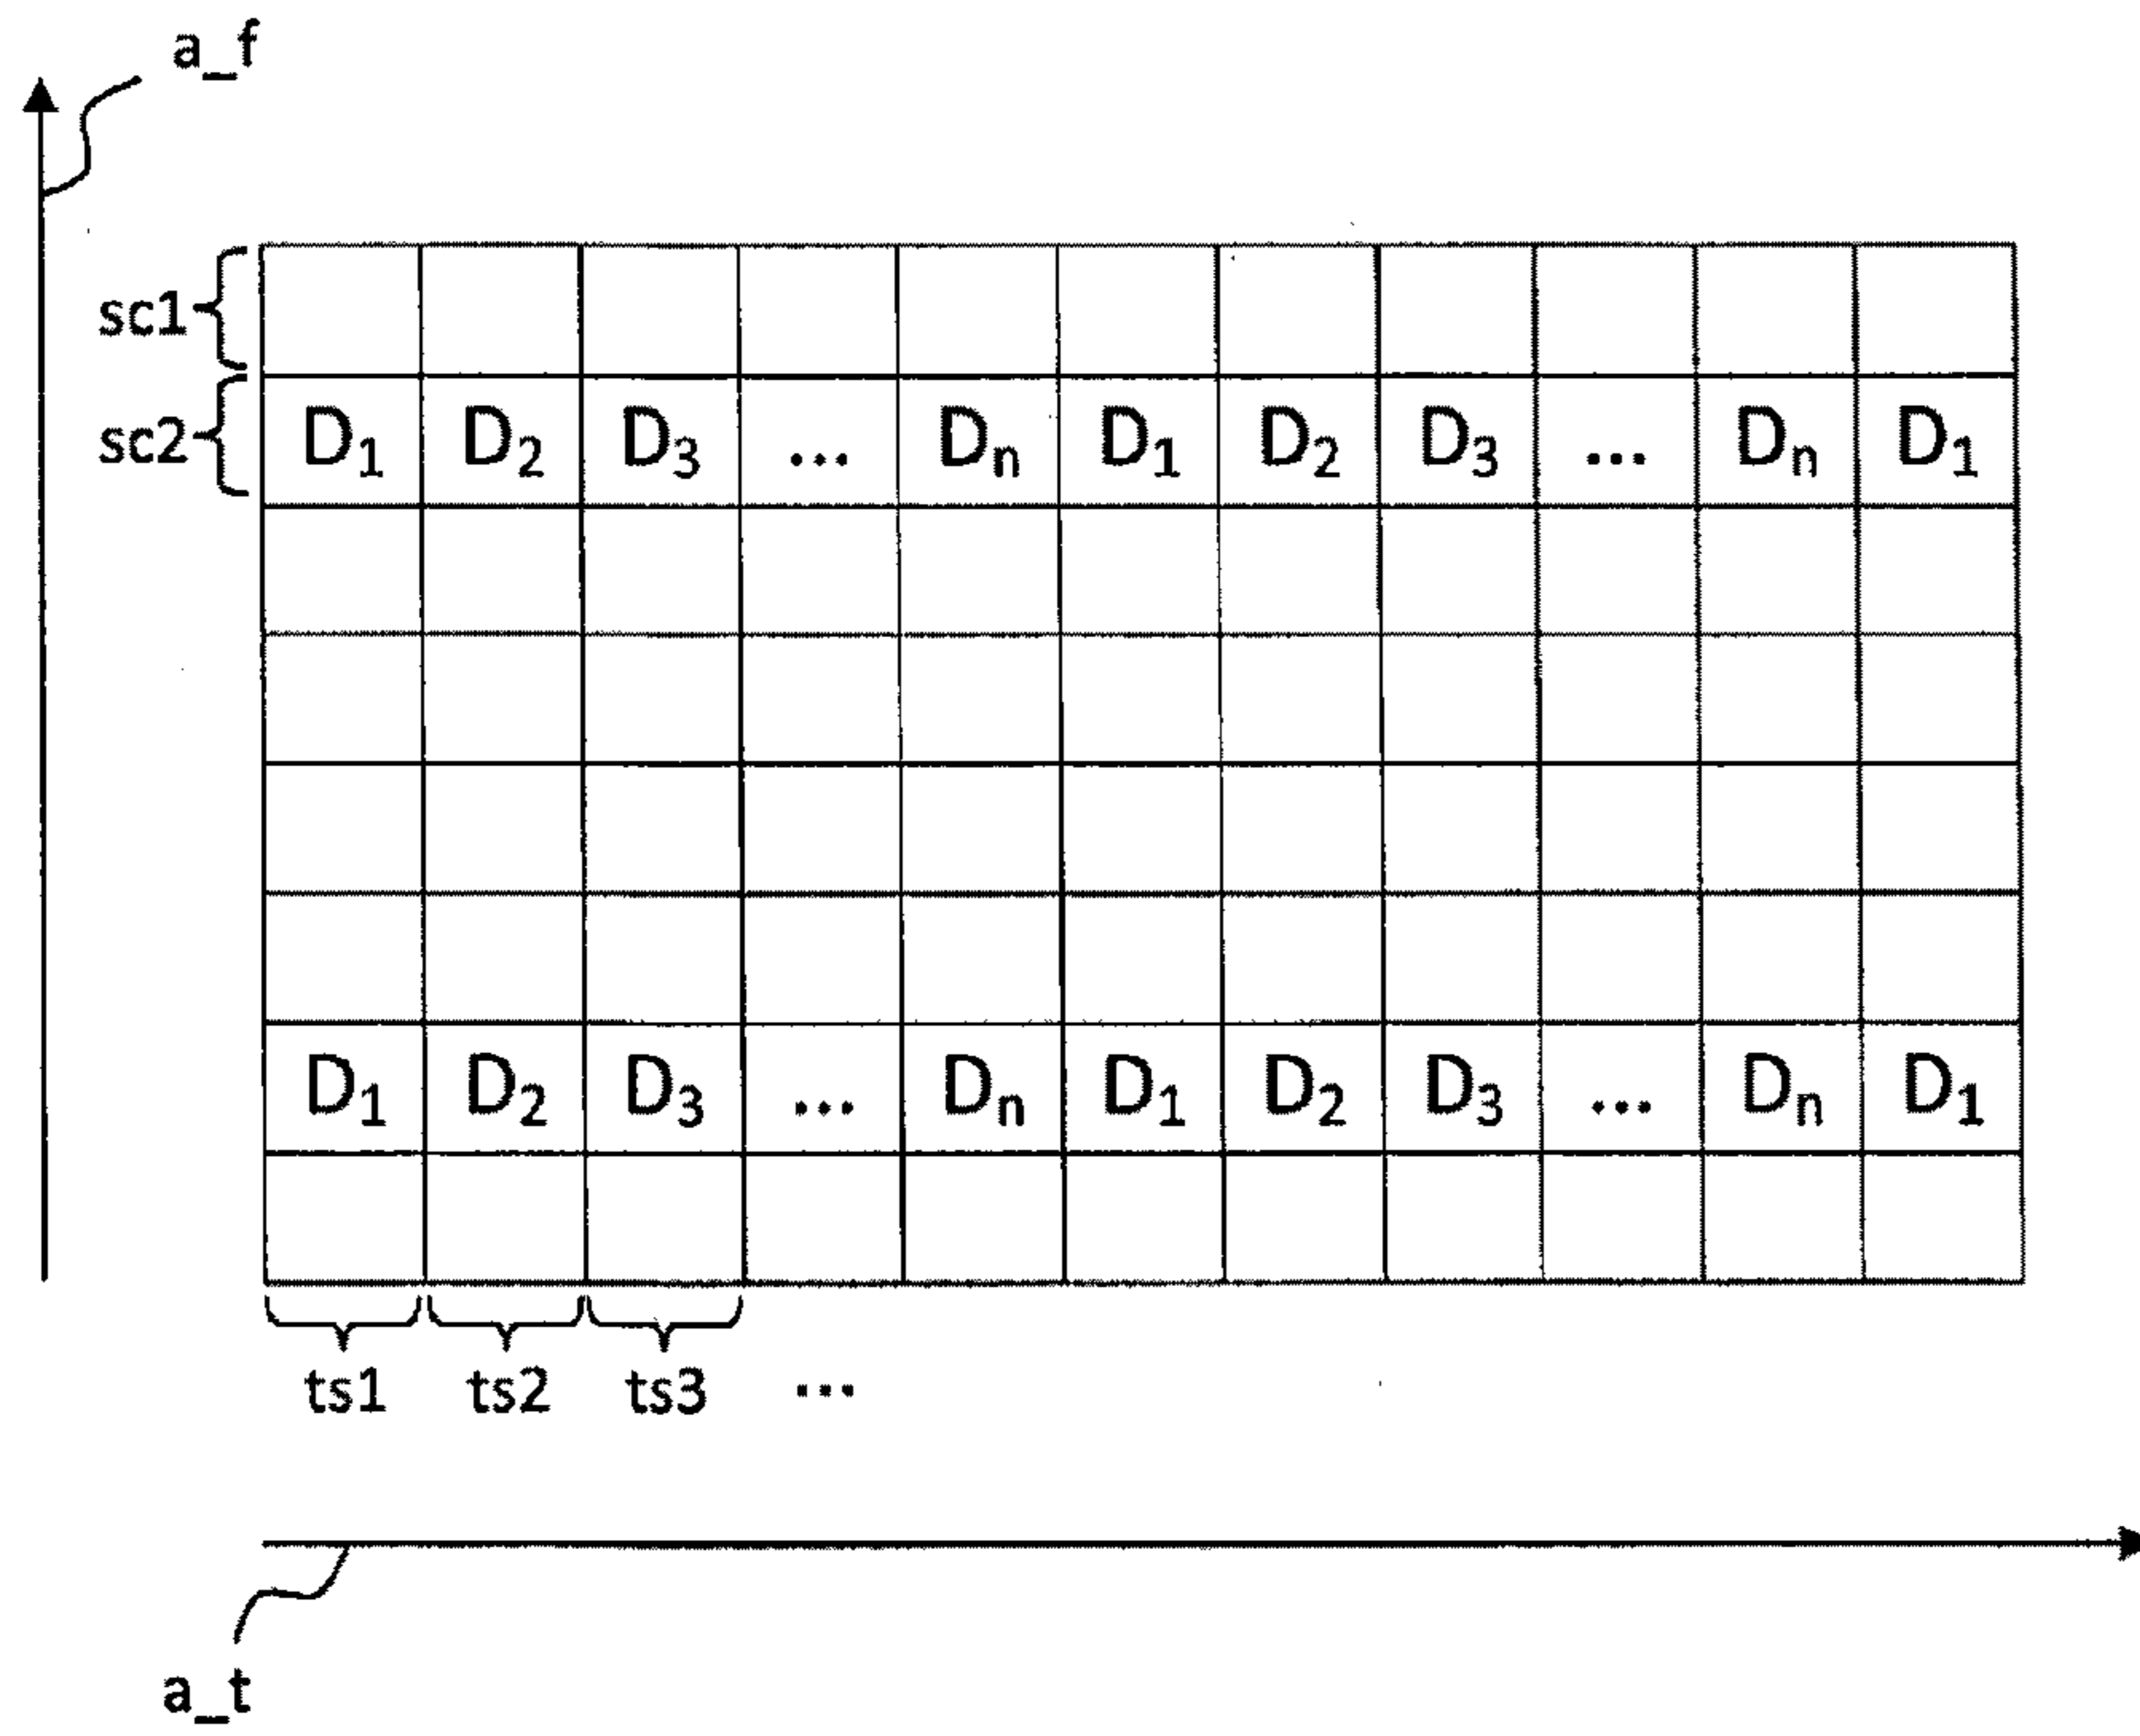 a_f
sc1
sc2 D₁ D₂ D₃ ... Dₙ D₁ D₂ D₃ ... Dₙ D₁
D₁ D₂ D₃ ... Dₙ D₁ D₂ D₃ ... Dₙ D₁
ts1 ts2 ts3 ...
a_t